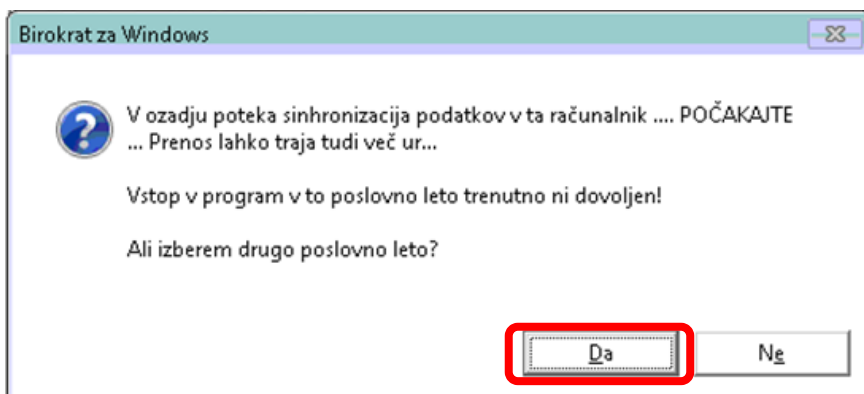 Birokrat za Windows
V ozadju poteka sinhronizacija podatkov v ta računalnik .... POČAKAJTE
... Prenos lahko traja tudi več ur...
Vstop v program v to poslovno leto trenutno ni dovoljen!
Ali izberem drugo poslovno leto?
Da
Ne